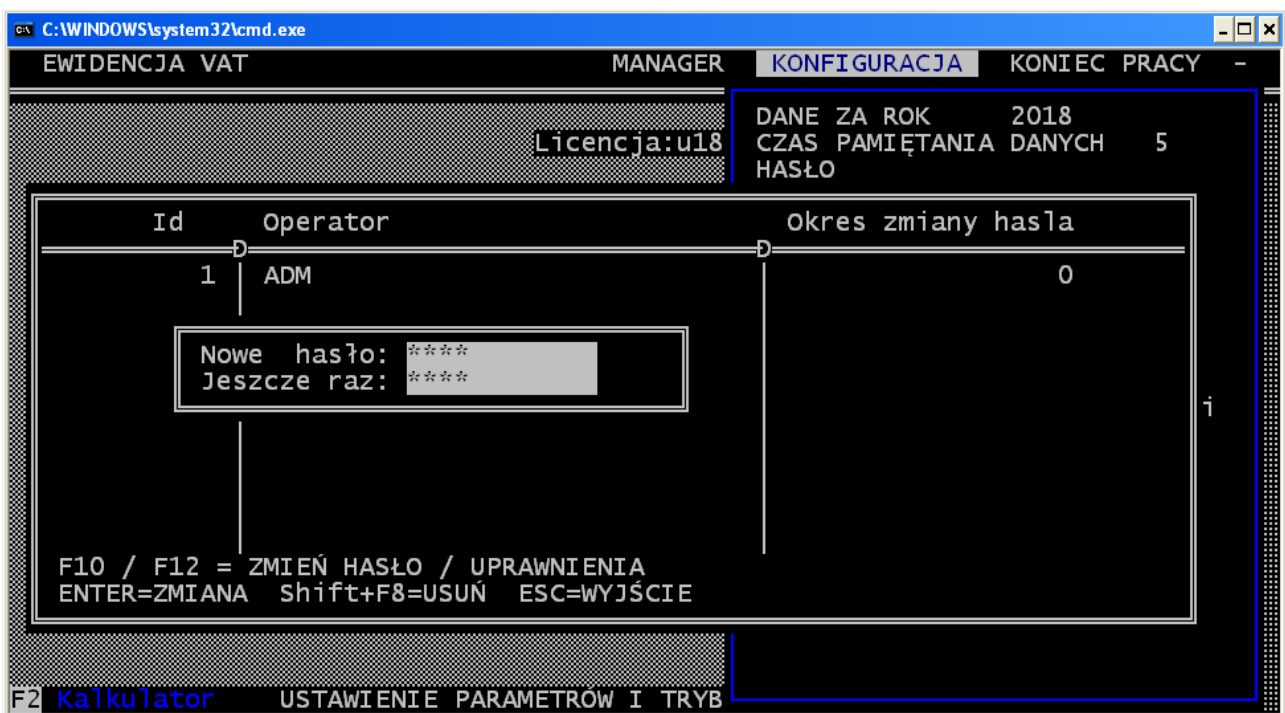 C:\WINDOWS\system32\cmd.exe
EWIDENCJA VAT MANAGER KONFIGURACJA KONIEC PRACY -
DANE ZA ROK 2018
Licencja:u18 CZAS PAMIĘTANIA DANYCH 5
HASŁO
Id Operator Okres zmiany hasla
1 ADM 0
Nowe hasło: ****
Jeszcze raz: ****
i
F10 / F12 = ZMIEŃ HASŁO / UPRAWNIENIA
ENTER=ZMIANA Shift+F8=USUŃ ESC=WYJŚCIE
F2 Kalkulator USTAWIENIE PARAMETRÓW I TRYB